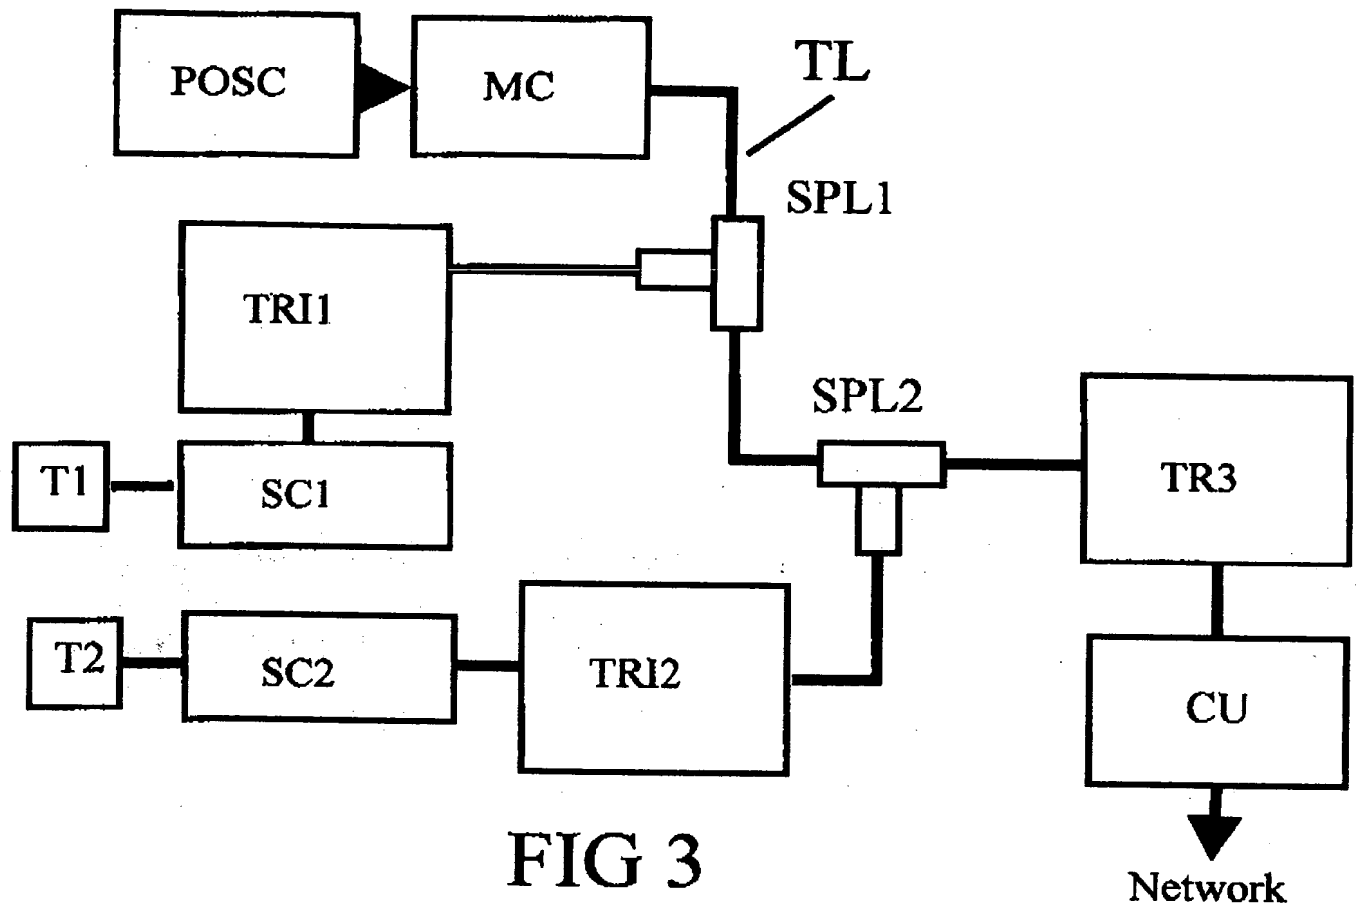 POSC
MC
TL
SPL1
TRI1
SPL2
T1
SC1
TR3
T2
SC2
TRI2
CU
FIG 3
Network